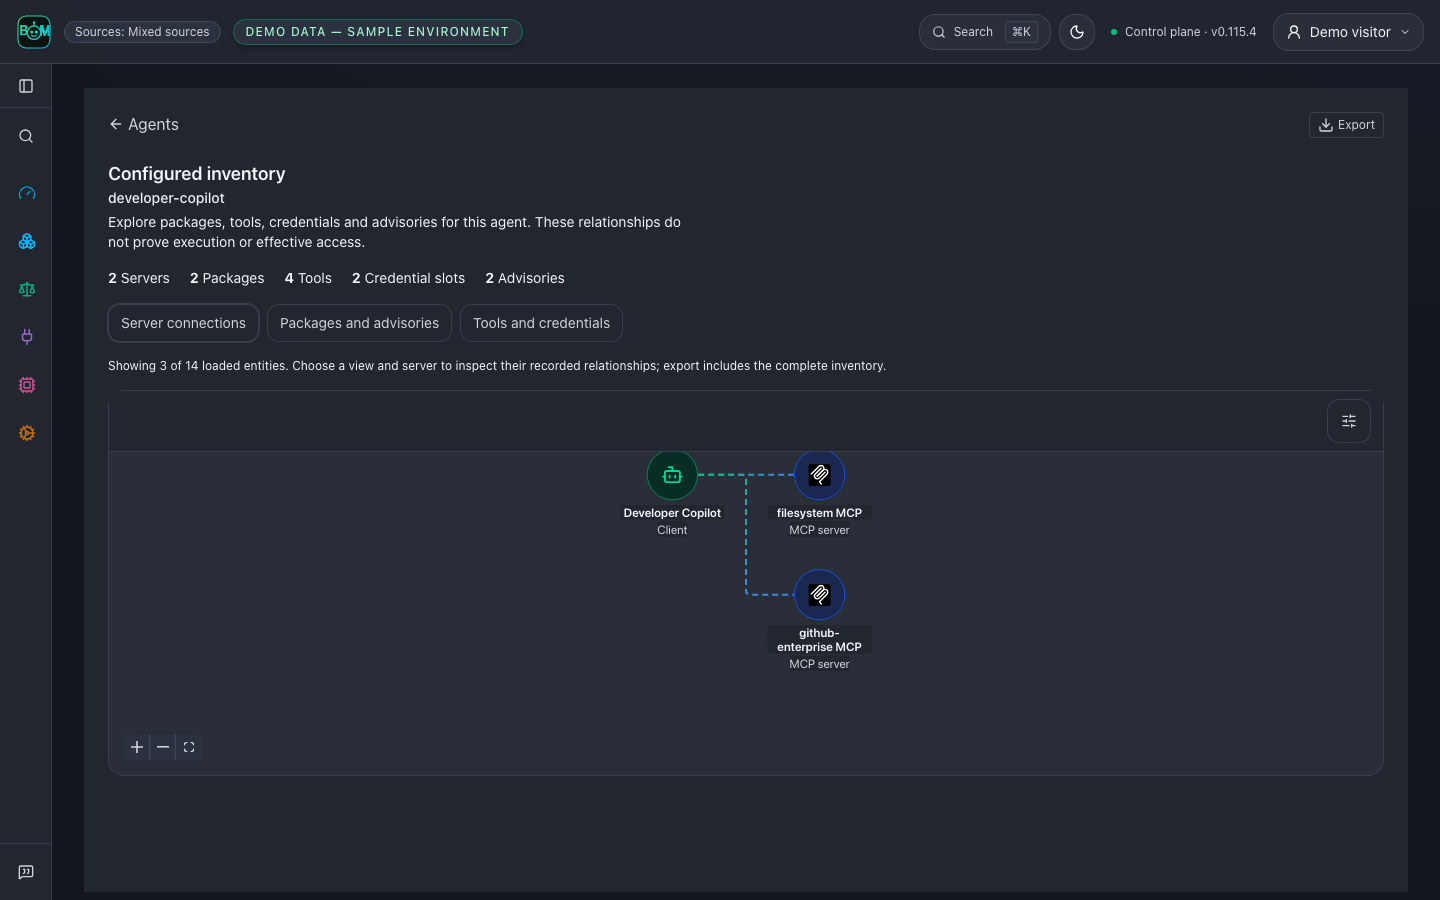 BOM
Sources: Mixed sources
DEMO DATA — SAMPLE ENVIRONMENT
Search ⌘K
Control plane · v0.115.4
Demo visitor
Agents
Export
Configured inventory
developer-copilot
Explore packages, tools, credentials and advisories for this agent. These relationships do
not prove execution or effective access.
2 Servers 2 Packages 4 Tools 2 Credential slots 2 Advisories
Server connections Packages and advisories Tools and credentials
Showing 3 of 14 loaded entities. Choose a view and server to inspect their recorded relationships; export includes the complete inventory.
Developer Copilot
Client
filesystem MCP
MCP server
github-
enterprise MCP
MCP server